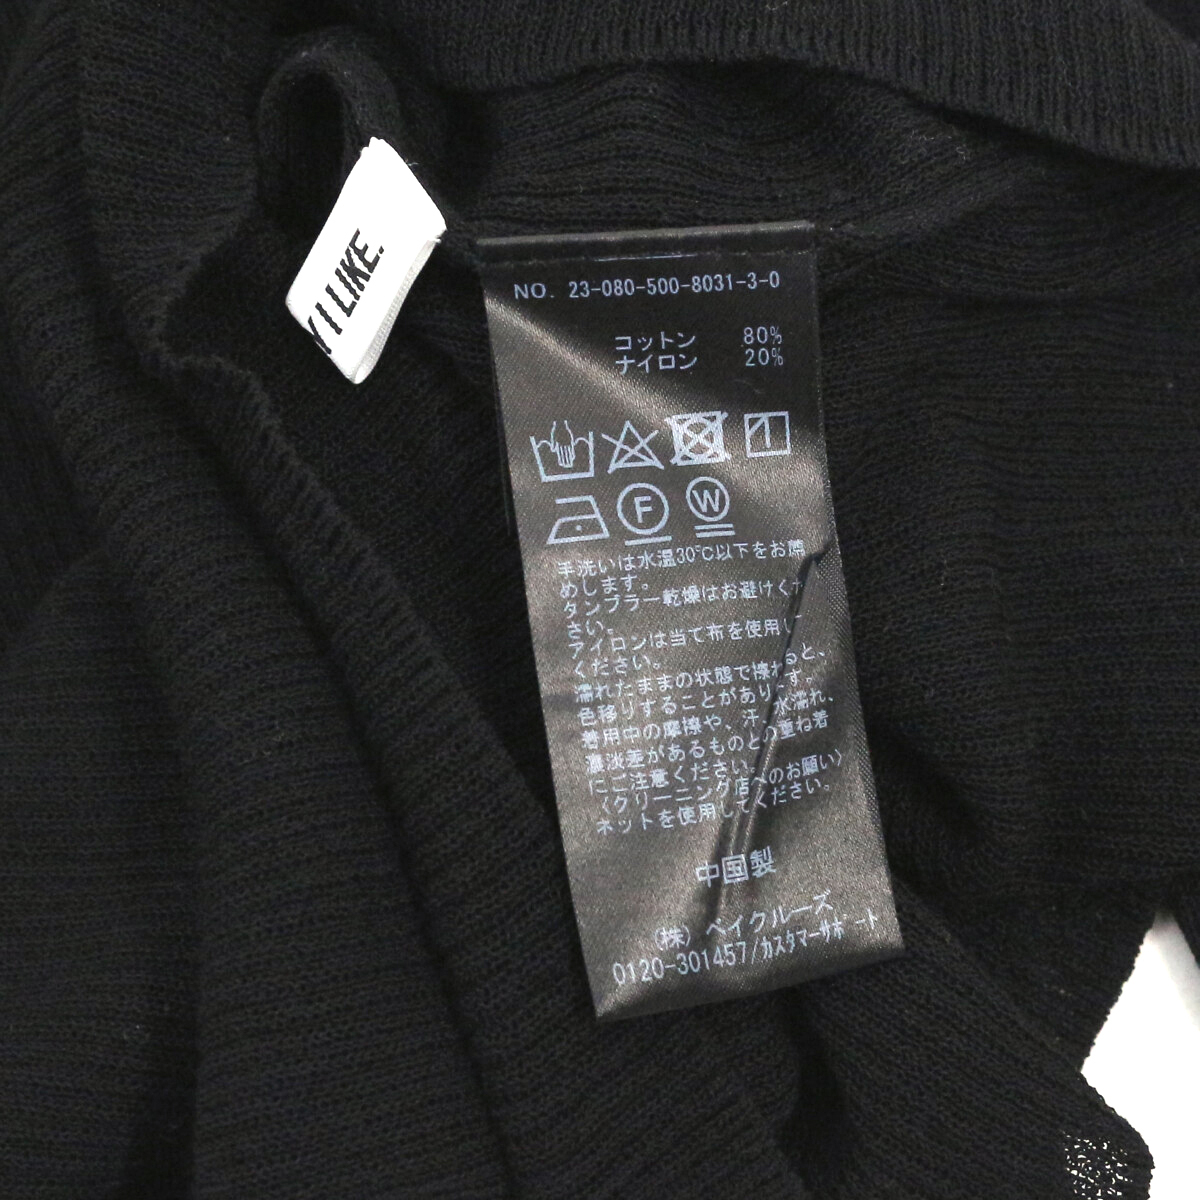 I LIKE.
NO. 23-080-500-8031-3-0
コットン 80%
ナイロン 20%
F
W
手洗いは水温30℃以下をお薦
めします。
タンブラー乾燥はお避けくだ
さい。
アイロンは当て布を使用し
ください。
濡れたままの状態で擦れると、
色移りすることがあります。
着用中の摩擦や、汗、水濡れ、
濃淡差があるものとの重ね着
にご注意ください。
〈クリーニング店へのお願い〉
ネットを使用してください。
中国製
(株) ベイクルーズ
0120-301457/カスタマーサポート